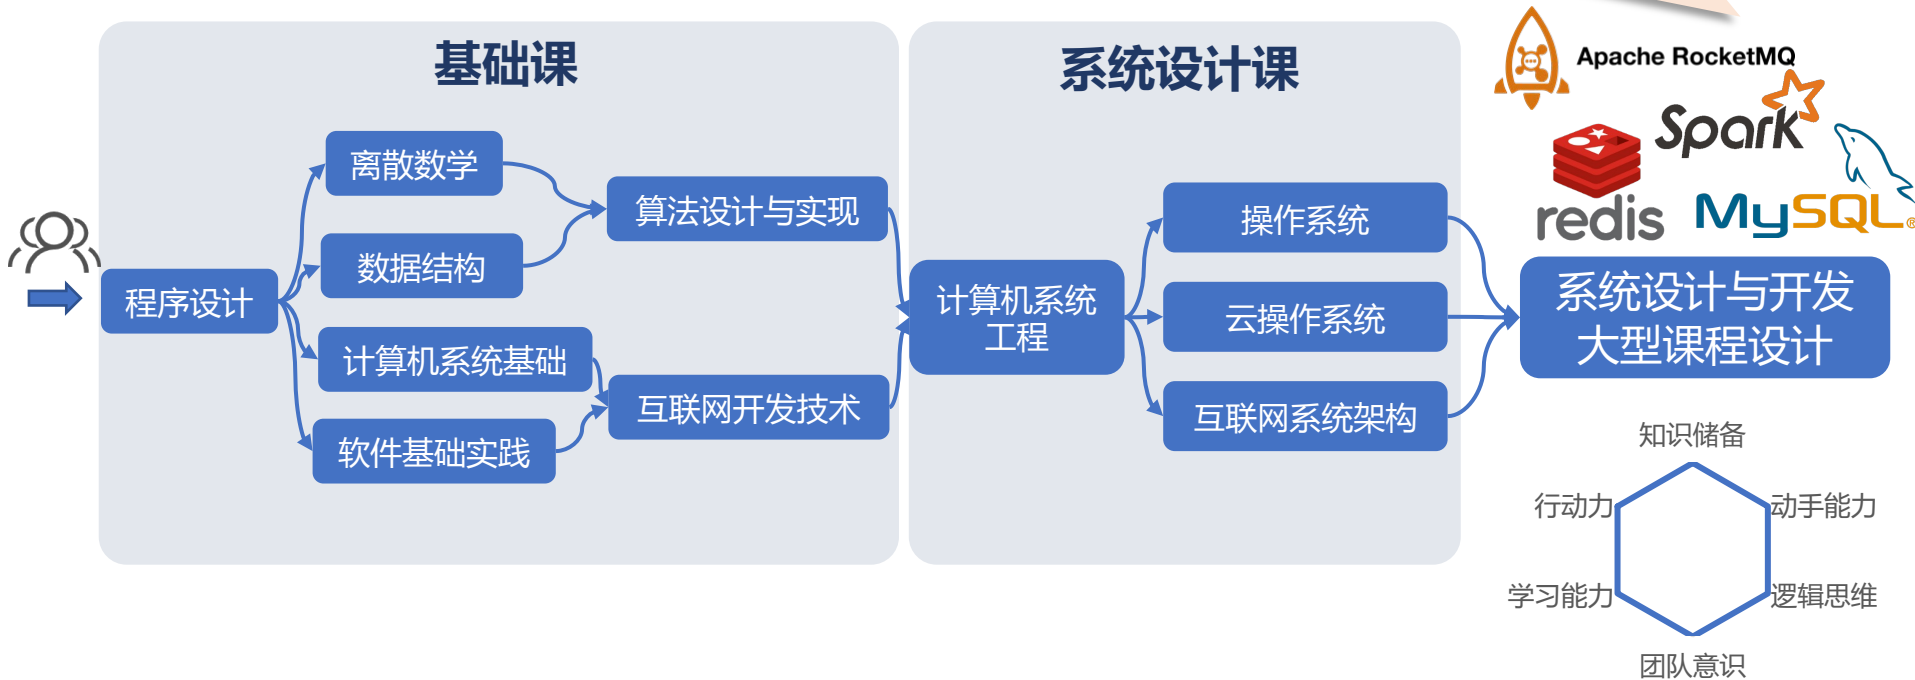 基础课
系统设计课
Apache RocketMQ
Spark
redis
MySQL®
离散数学
数据结构
程序设计
计算机系统基础
软件基础实践
算法设计与实现
互联网开发技术
计算机系统
工程
操作系统
云操作系统
互联网系统架构
系统设计与开发
大型课程设计
知识储备
行动力
动手能力
学习能力
逻辑思维
团队意识